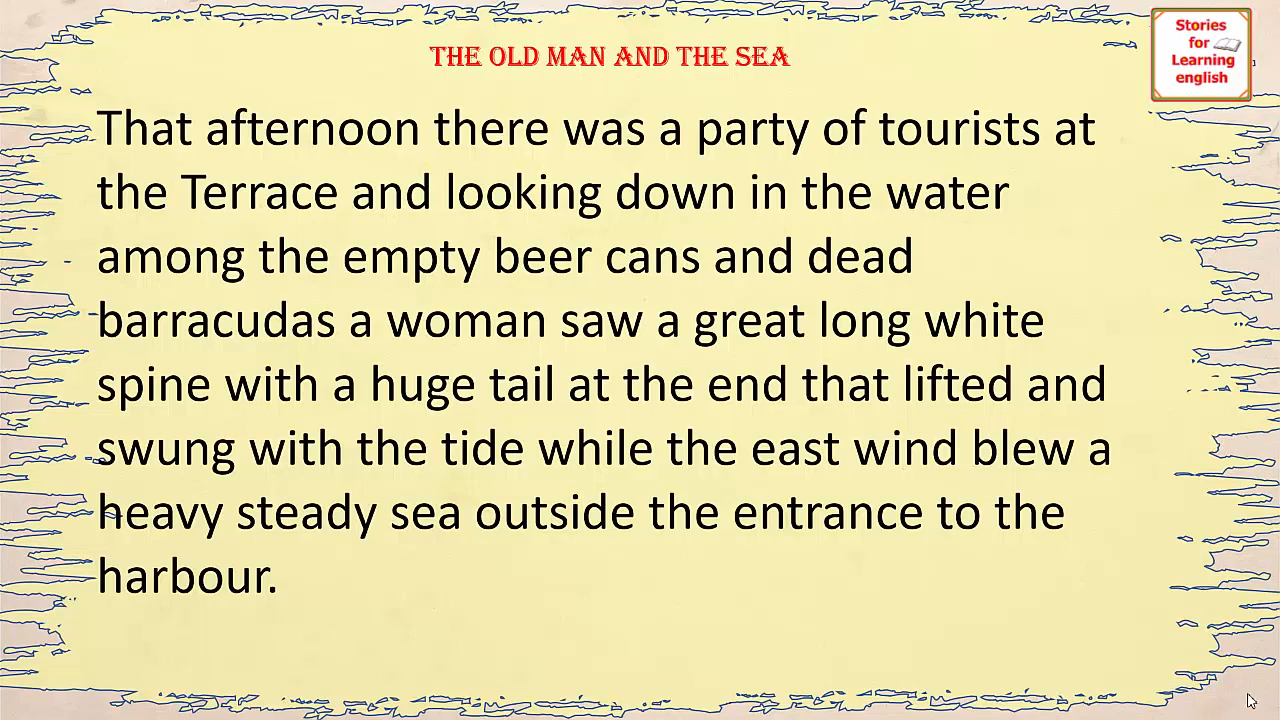 THE OLD MAN AND THE SEA
Stories
for
Learning
english
That afternoon there was a party of tourists at
the Terrace and looking down in the water
among the empty beer cans and dead
barracudas a woman saw a great long white
spine with a huge tail at the end that lifted and
swung with the tide while the east wind blew a
heavy steady sea outside the entrance to the
harbour.